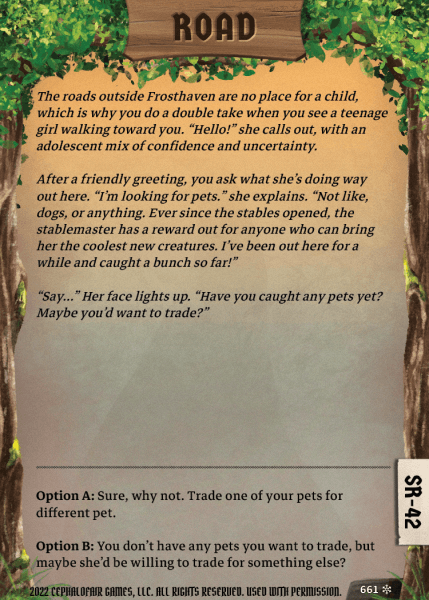 ROAD
The roads outside Frosthaven are no place for a child,
which is why you do a double take when you see a teenage
girl walking toward you. “Hello!” she calls out, with an
adolescent mix of confidence and uncertainty.
After a friendly greeting, you ask what she’s doing way
out here. “I’m looking for pets.” she explains. “Not like,
dogs, or anything. Ever since the stables opened, the
stablemaster has a reward out for anyone who can bring
her the coolest new creatures. I’ve been out here for a
while and caught a bunch so far!”
“Say...” Her face lights up. “Have you caught any pets yet?
Maybe you’d want to trade?”
Option A: Sure, why not. Trade one of your pets for
different pet.
SR-42
Option B: You don’t have any pets you want to trade, but
maybe she’d be willing to trade for something else?
2022 CEPHALOFAIR GAMES, LLC. ALL RIGHTS RESERVED. USED WITH PERMISSION.
661